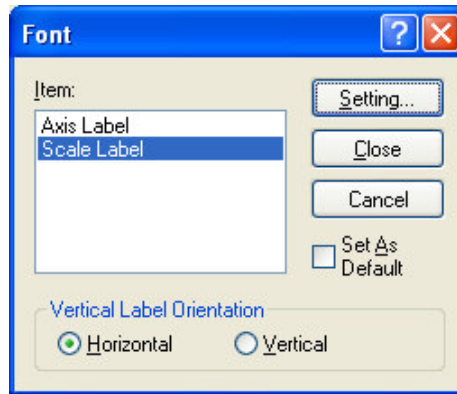 Font
Item:
Axis Label
Scale Label
Setting...
Close
Cancel
Set As
Default
Vertical Label Orientation
Horizontal
Vertical